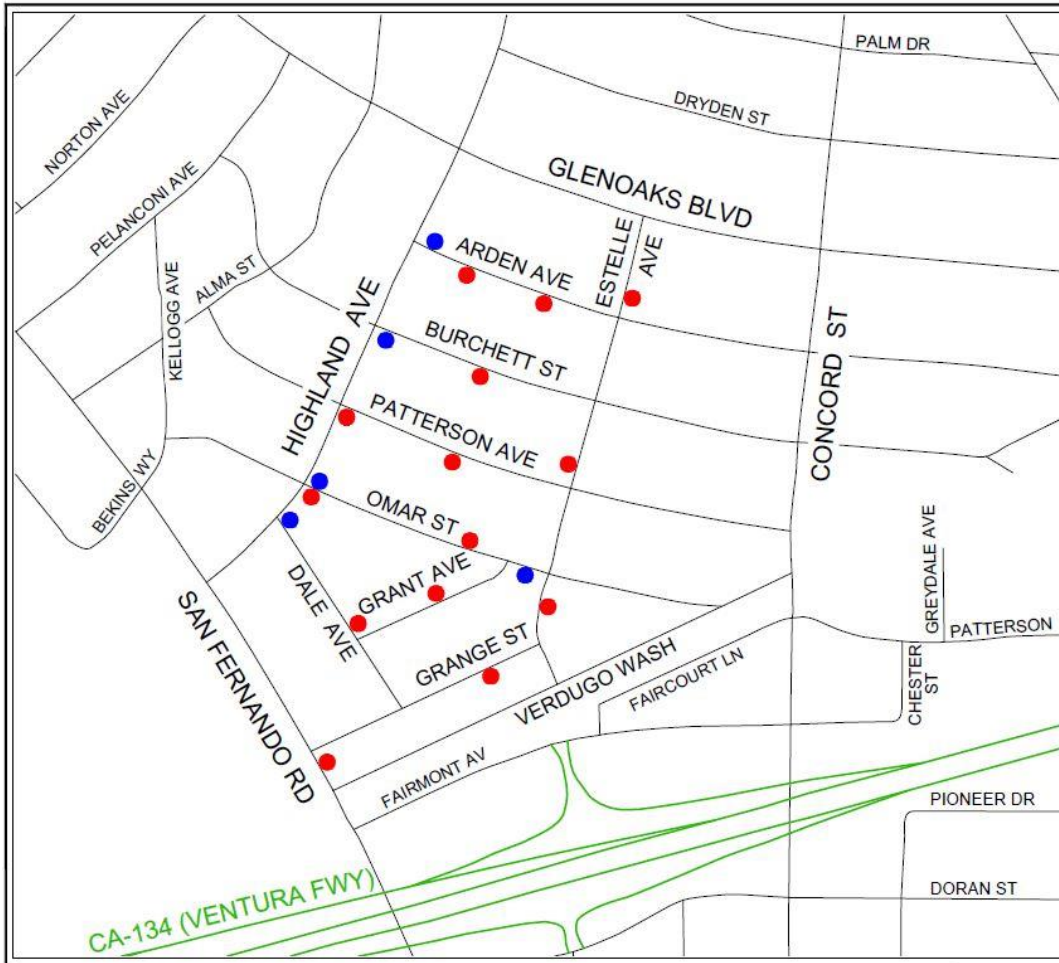 PALM DR
NORTON AVE
DRYDEN ST
GLENOAKS BLVD
PELANCONI AVE
ESTELLE
AVE
ARDEN AVE
KELLOGG AVE
ALMA ST
HIGHLAND AVE
BURCHETT ST
CONCORD ST
PATTERSON AVE
BEKINS WY
OMAR ST
GREYDALE AVE
DALE AVE
GRANT AVE
SAN FERNANDO RD
GRANGE ST
PATTERSON
VERDUGO WASH
FAIRCOURT LN
CHESTER
ST
FAIRMONT AV
PIONEER DR
CA-134 (VENTURA FWY)
DORAN ST